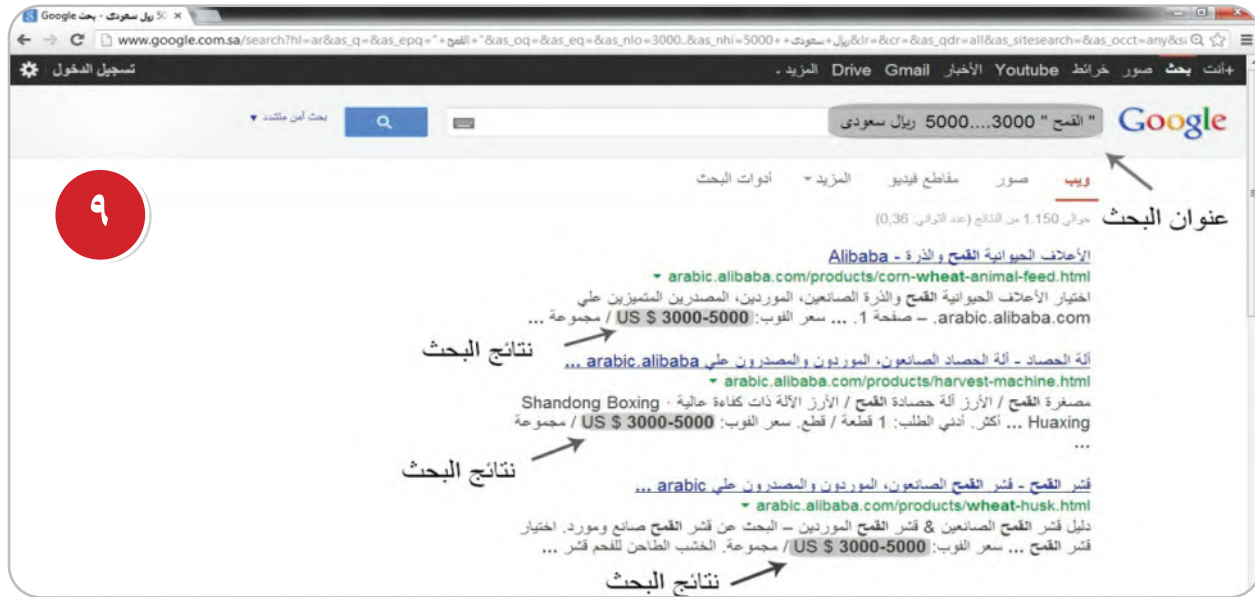 50 ريال سعودى - بحث Google
www.google.com.sa/search?hl=ar&as_q=&as_epq="+القمح+"&as_oq=&as_eq=&as_nlo=3000..&as_nhi=5000++ريال+سعودى&lr=&cr=&as_qdr=all&as_sitesearch=&as_occt=any&s
+أنت بحث صور خرائط Youtube الأخبار Gmail Drive المزيد
تسجيل الدخول
Google
" القمح " 3000....5000 ريال سعودى
بحث آمن متشدد
عنوان البحث
ويب صور مقاطع فيديو المزيد أدوات البحث
٩
حوالي 1.150 من النتائج (عدد الثواني: 0,36)
الأعلاف الحيوانية القمح والذرة - Alibaba
arabic.alibaba.com/products/corn-wheat-animal-feed.html
اختيار الأعلاف الحيوانية القمح والذرة الصانعين، الموردين، المصدرين المتميزين علي
arabic.alibaba.com. – صفحة 1. ... سعر الفوب: US $ 3000-5000 / مجموعة ...
نتائج البحث
آلة الحصاد - آلة الحصاد الصانعون، الموردون والمصدرون علي arabic.alibaba ...
arabic.alibaba.com/products/harvest-machine.html
مصغرة القمح / الأرز آلة حصادة القمح / الأرز الآلة ذات كفاءة عالية · Shandong Boxing
Huaxing ... أكثر. أدني الطلب: 1 قطعة / قطع. سعر الفوب: US $ 3000-5000 / مجموعة
...
نتائج البحث
قشر القمح - قشر القمح الصانعون، الموردون والمصدرون علي arabic ...
arabic.alibaba.com/products/wheat-husk.html
دليل قشر القمح الصانعين & قشر القمح الموردين – البحث عن قشر القمح صانع ومورد. اختيار
قشر القمح ... سعر الفوب: US $ 3000-5000 / مجموعة. الخشب الطاحن للفحم قشر ...
نتائج البحث